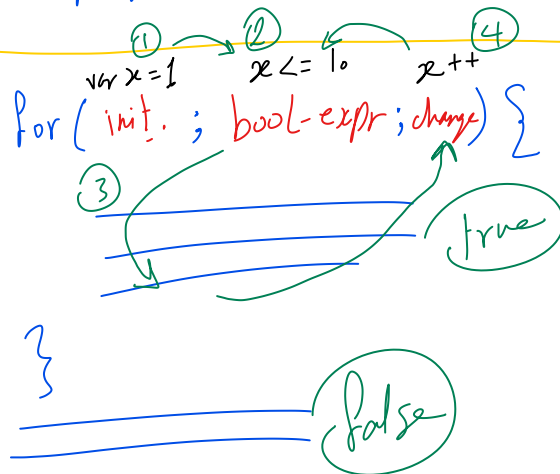 ① ② ④
var x = 1 x <= 10 x++
for ( init. ; bool-expr ; change ) {
③
true
}
false